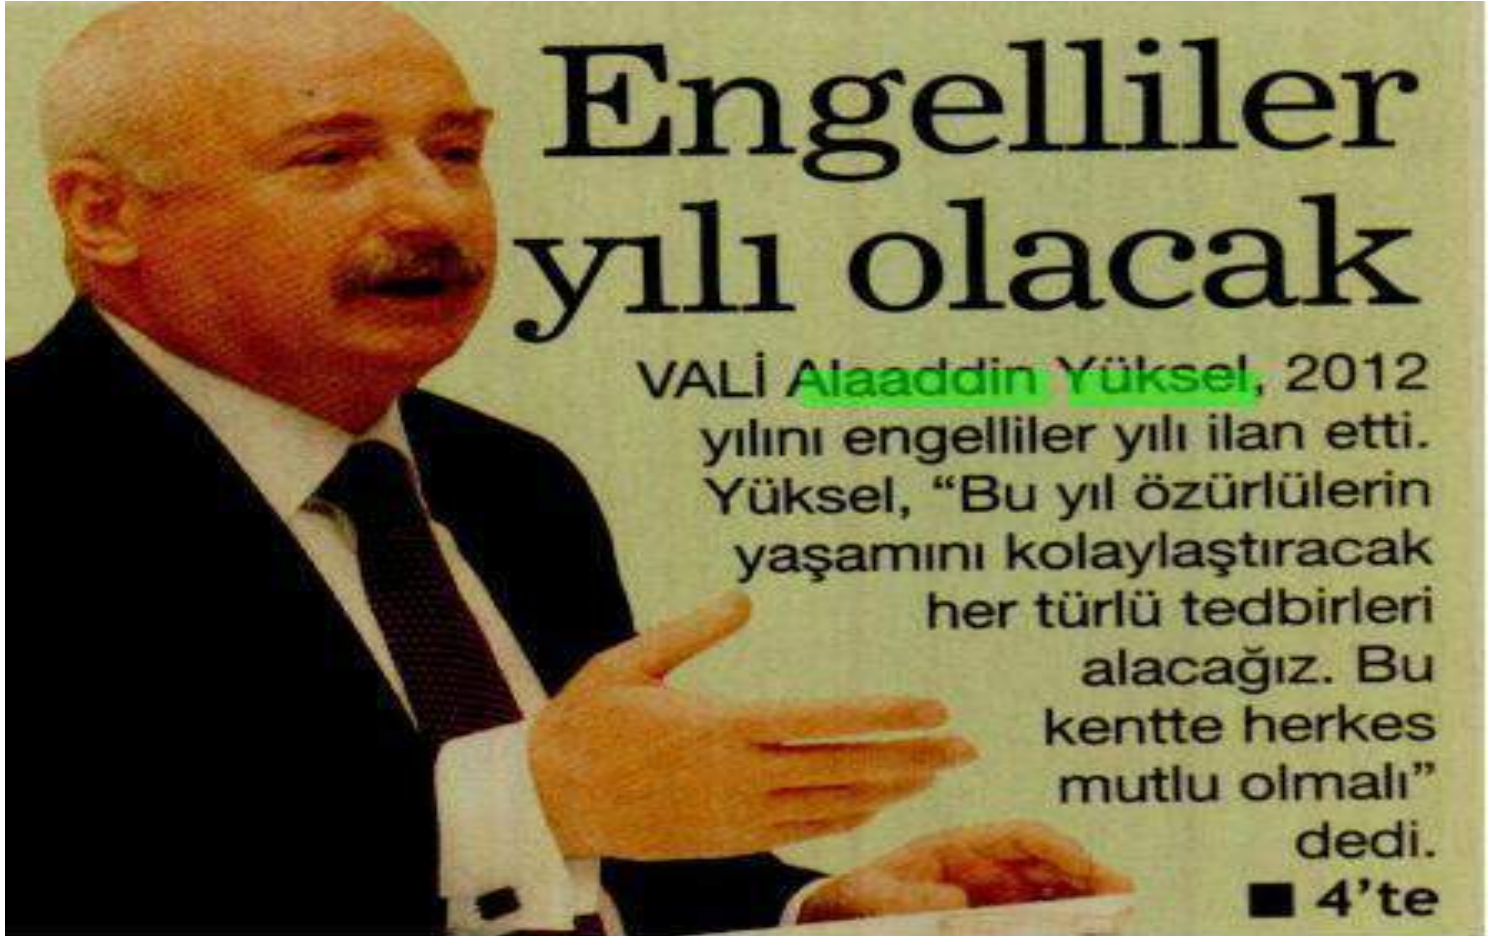 Engelliler
yılı olacak
VALİ Alaaddin Yüksel, 2012
yılını engelliler yılı ilan etti.
Yüksel, “Bu yıl özürlülerin
yaşamını kolaylaştıracak
her türlü tedbirleri
alacağız. Bu
kentte herkes
mutlu olmalı”
dedi.
■ 4’te